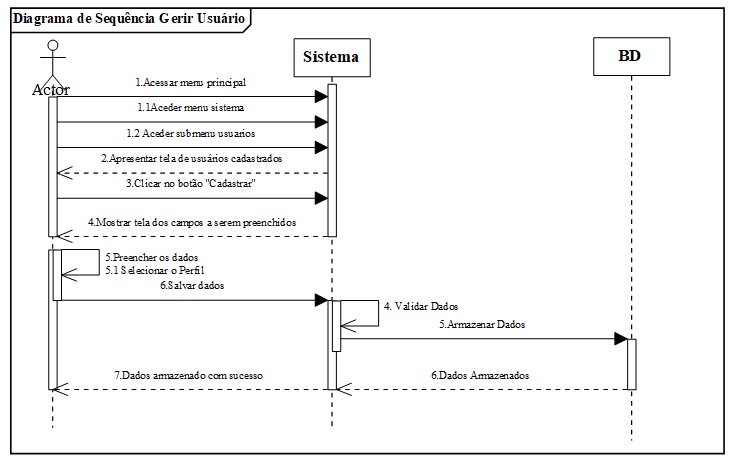 Diagrama de Sequência Gerir Usuário
Sistema
BD
Actor
1.Acessar menu principal
1.1Aceder menu sistema
1.2 Aceder submenu usuarios
2.Apresentar tela de usuários cadastrados
3.Clicar no botão "Cadastrar"
4.Mostrar tela dos campos a serem preenchidos
5.Preencher os dados
5.1 Selecionar o Perfil
6.Salvar dados
4. Validar Dados
5.Armazenar Dados
7.Dados armazenado com sucesso
6.Dados Armazenados